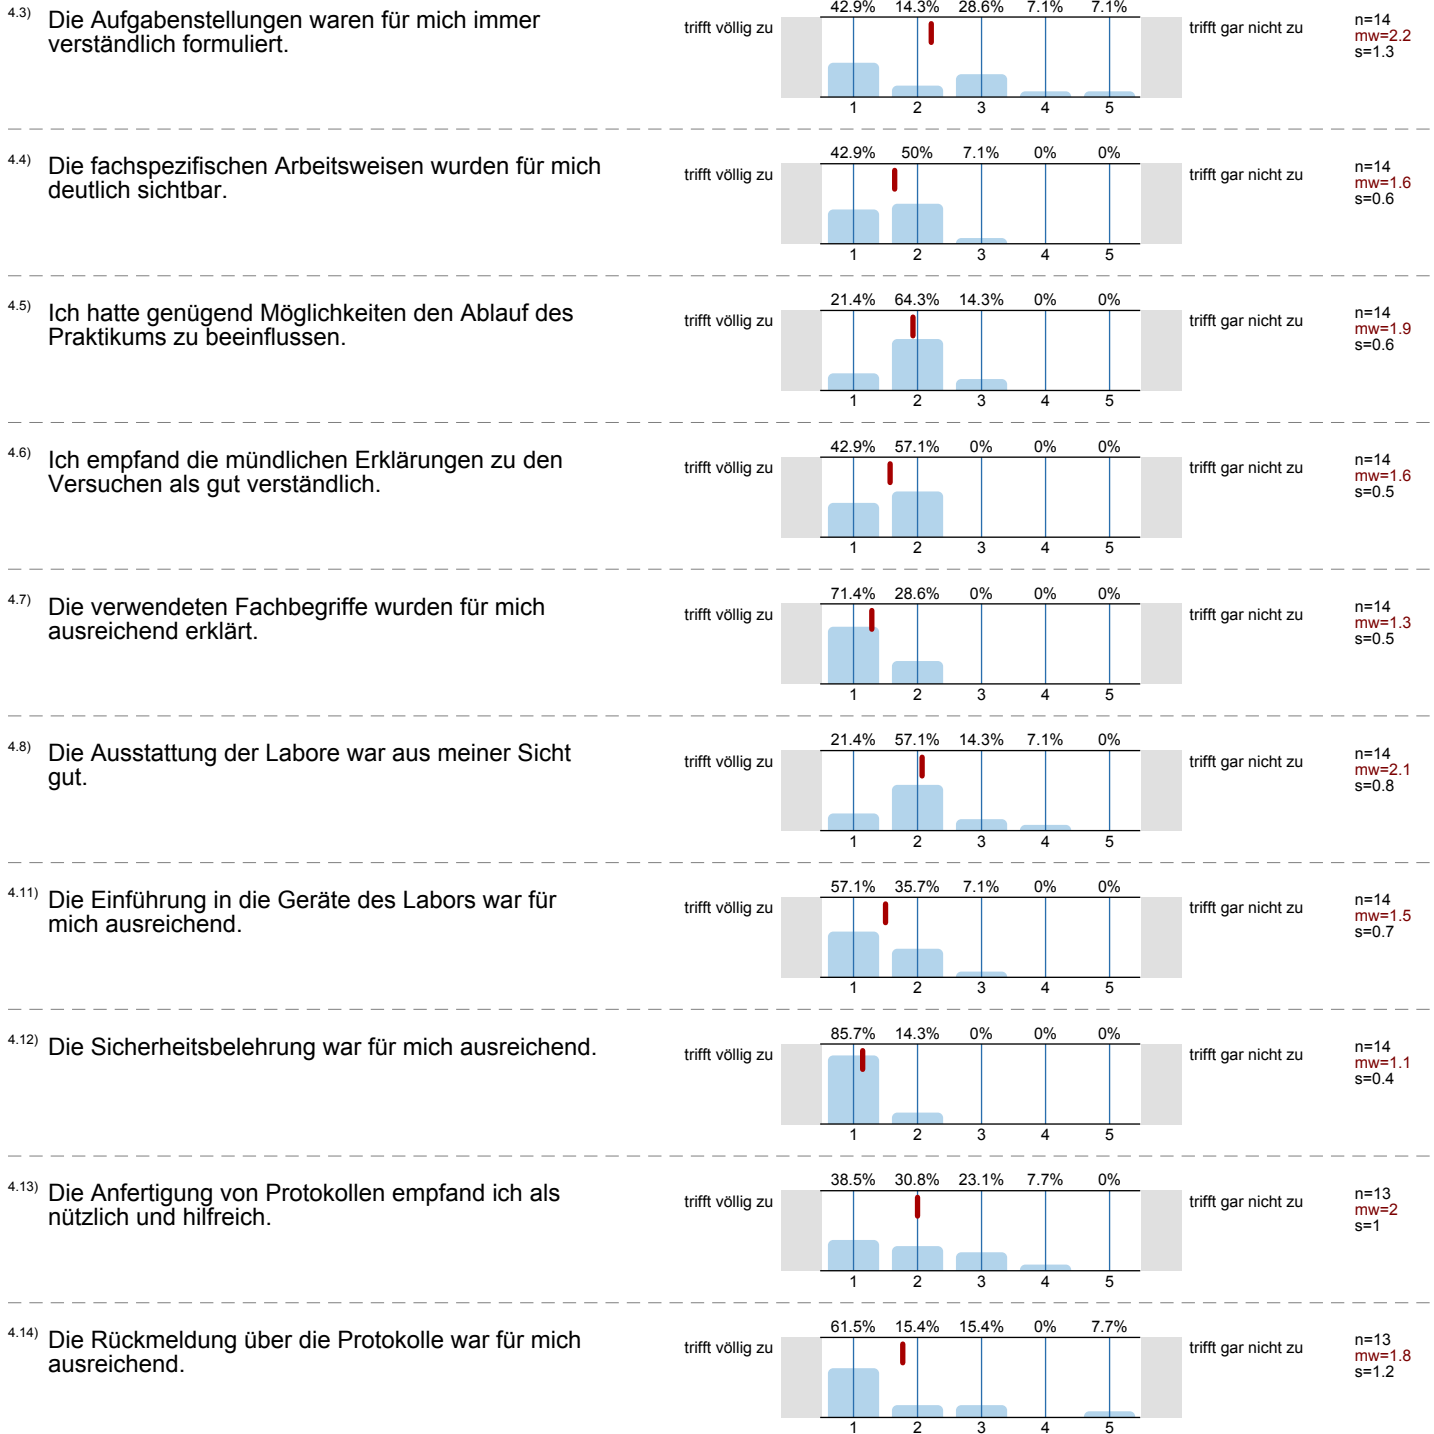 4.3) Die Aufgabenstellungen waren für mich immer
verständlich formuliert.
trifft völlig zu
42.9% 14.3% 28.6% 7.1% 7.1%
1 2 3 4 5
trifft gar nicht zu
n=14
mw=2.2
s=1.3
4.4) Die fachspezifischen Arbeitsweisen wurden für mich
deutlich sichtbar.
trifft völlig zu
42.9% 50% 7.1% 0% 0%
1 2 3 4 5
trifft gar nicht zu
n=14
mw=1.6
s=0.6
4.5) Ich hatte genügend Möglichkeiten den Ablauf des
Praktikums zu beeinflussen.
trifft völlig zu
21.4% 64.3% 14.3% 0% 0%
1 2 3 4 5
trifft gar nicht zu
n=14
mw=1.9
s=0.6
4.6) Ich empfand die mündlichen Erklärungen zu den
Versuchen als gut verständlich.
trifft völlig zu
42.9% 57.1% 0% 0% 0%
1 2 3 4 5
trifft gar nicht zu
n=14
mw=1.6
s=0.5
4.7) Die verwendeten Fachbegriffe wurden für mich
ausreichend erklärt.
trifft völlig zu
71.4% 28.6% 0% 0% 0%
1 2 3 4 5
trifft gar nicht zu
n=14
mw=1.3
s=0.5
4.8) Die Ausstattung der Labore war aus meiner Sicht
gut.
trifft völlig zu
21.4% 57.1% 14.3% 7.1% 0%
1 2 3 4 5
trifft gar nicht zu
n=14
mw=2.1
s=0.8
4.11) Die Einführung in die Geräte des Labors war für
mich ausreichend.
trifft völlig zu
57.1% 35.7% 7.1% 0% 0%
1 2 3 4 5
trifft gar nicht zu
n=14
mw=1.5
s=0.7
4.12) Die Sicherheitsbelehrung war für mich ausreichend.
trifft völlig zu
85.7% 14.3% 0% 0% 0%
1 2 3 4 5
trifft gar nicht zu
n=14
mw=1.1
s=0.4
4.13) Die Anfertigung von Protokollen empfand ich als
nützlich und hilfreich.
trifft völlig zu
38.5% 30.8% 23.1% 7.7% 0%
1 2 3 4 5
trifft gar nicht zu
n=13
mw=2
s=1
4.14) Die Rückmeldung über die Protokolle war für mich
ausreichend.
trifft völlig zu
61.5% 15.4% 15.4% 0% 7.7%
1 2 3 4 5
trifft gar nicht zu
n=13
mw=1.8
s=1.2